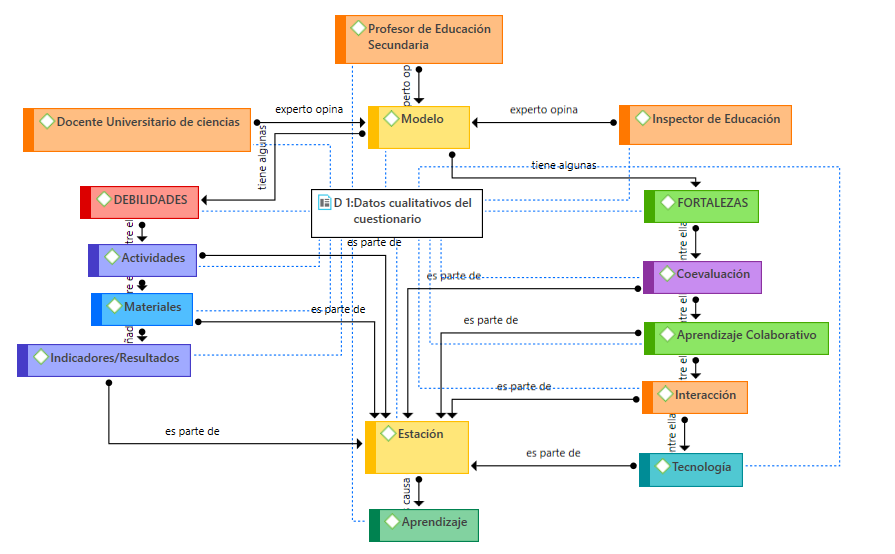 Profesor de Educación
Secundaria
experto opina
experto opina
Docente Universitario de ciencias
Modelo
Inspector de Educación
tiene algunas
tiene algunas
DEBILIDADES
D 1:Datos cualitativos del
cuestionario
FORTALEZAS
es parte de
Actividades
Coevaluación
es parte de
Materiales
es parte de
es parte de
Aprendizaje Colaborativo
Indicadores/Resultados
es parte de
Interacción
es parte de
Estación
es parte de
Tecnología
causa
Aprendizaje